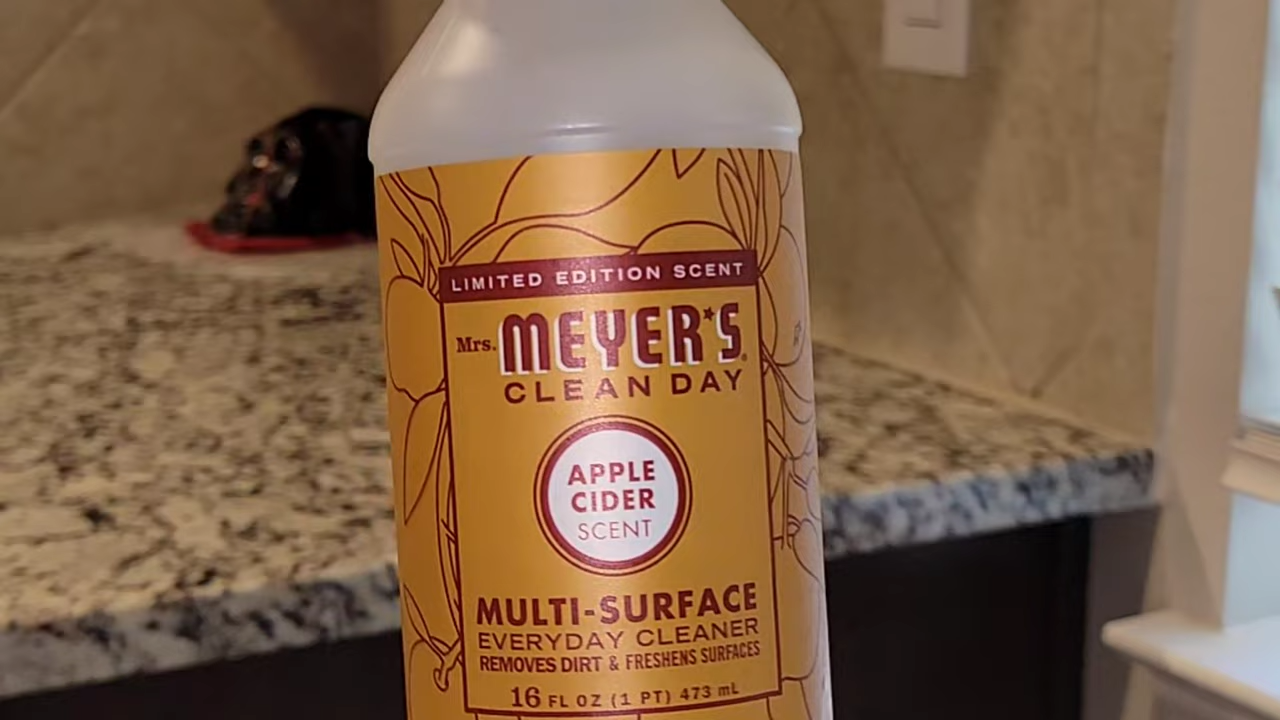 LIMITED EDITION SCENT
Mrs. MEYER'S
CLEAN DAY
APPLE
CIDER
SCENT
MULTI-SURFACE
EVERYDAY CLEANER
REMOVES DIRT & FRESHENS SURFACES
16 FL OZ (1 PT) 473 mL